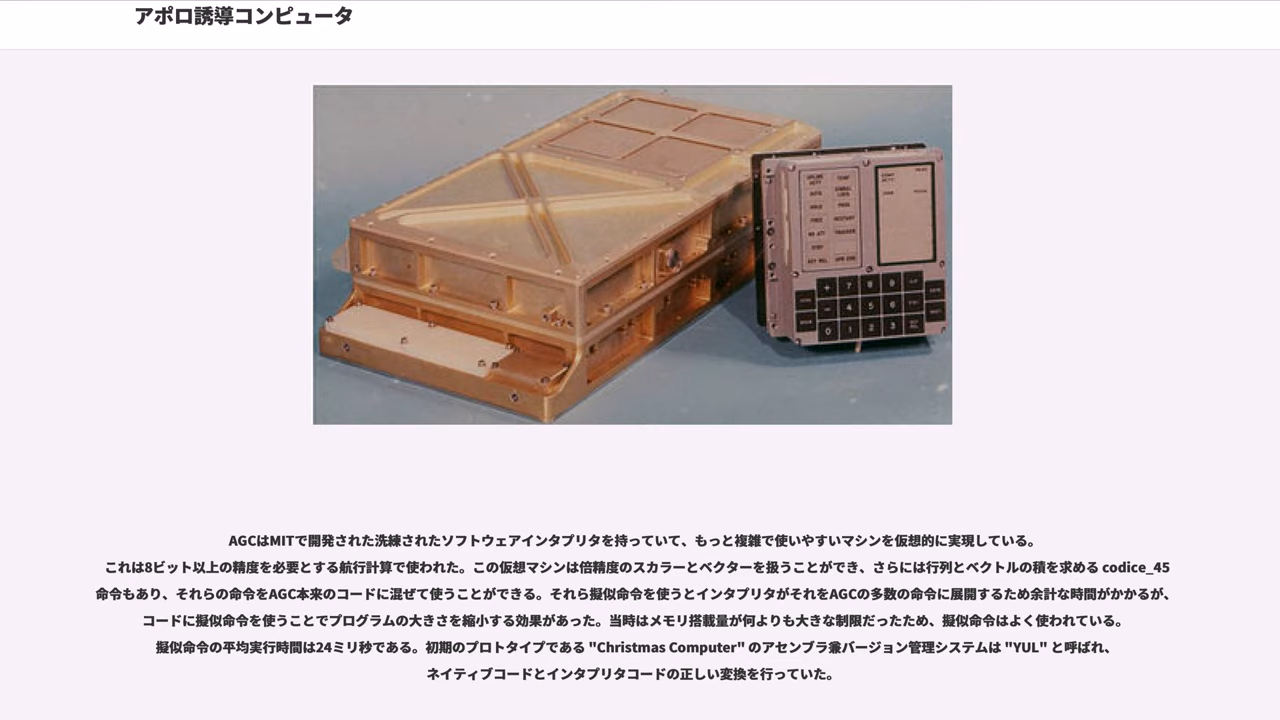 アポロ誘導コンピュータ
+ 7 8 9
4 5 6
0 1 2 3
AGCはMITで開発された洗練されたソフトウェアインタプリタを持っていて、もっと複雑で使いやすいマシンを仮想的に実現している。
これは8ビット以上の精度を必要とする航行計算で使われた。この仮想マシンは倍精度のスカラーとベクターを扱うことができ、さらには行列とベクトルの積を求める codice_45
命令もあり、それらの命令をAGC本来のコードに混ぜて使うことができる。それら擬似命令を使うとインタプリタがそれをAGCの多数の命令に展開するため余計な時間がかかるが、
コードに擬似命令を使うことでプログラムの大きさを縮小する効果があった。当時はメモリ搭載量が何よりも大きな制限だったため、擬似命令はよく使われている。
擬似命令の平均実行時間は24ミリ秒である。初期のプロトタイプである "Christmas Computer" のアセンブラ兼バージョン管理システムは "YUL" と呼ばれ、
ネイティブコードとインタプリタコードの正しい変換を行っていた。